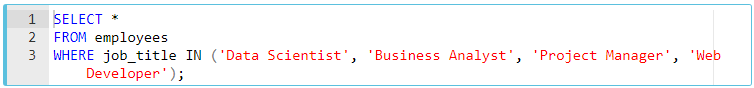 1 SELECT *
2 FROM employees
3 WHERE job_title IN ('Data Scientist', 'Business Analyst', 'Project Manager', 'Web
Developer');